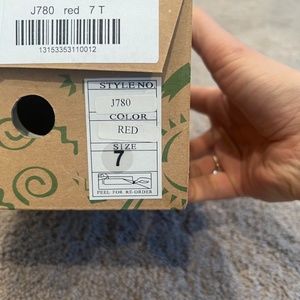 J780 red 7 T
13153353110012
STYLE NO
J780
COLOR
RED
SIZE
7
PEEL FOR RE-ORDER